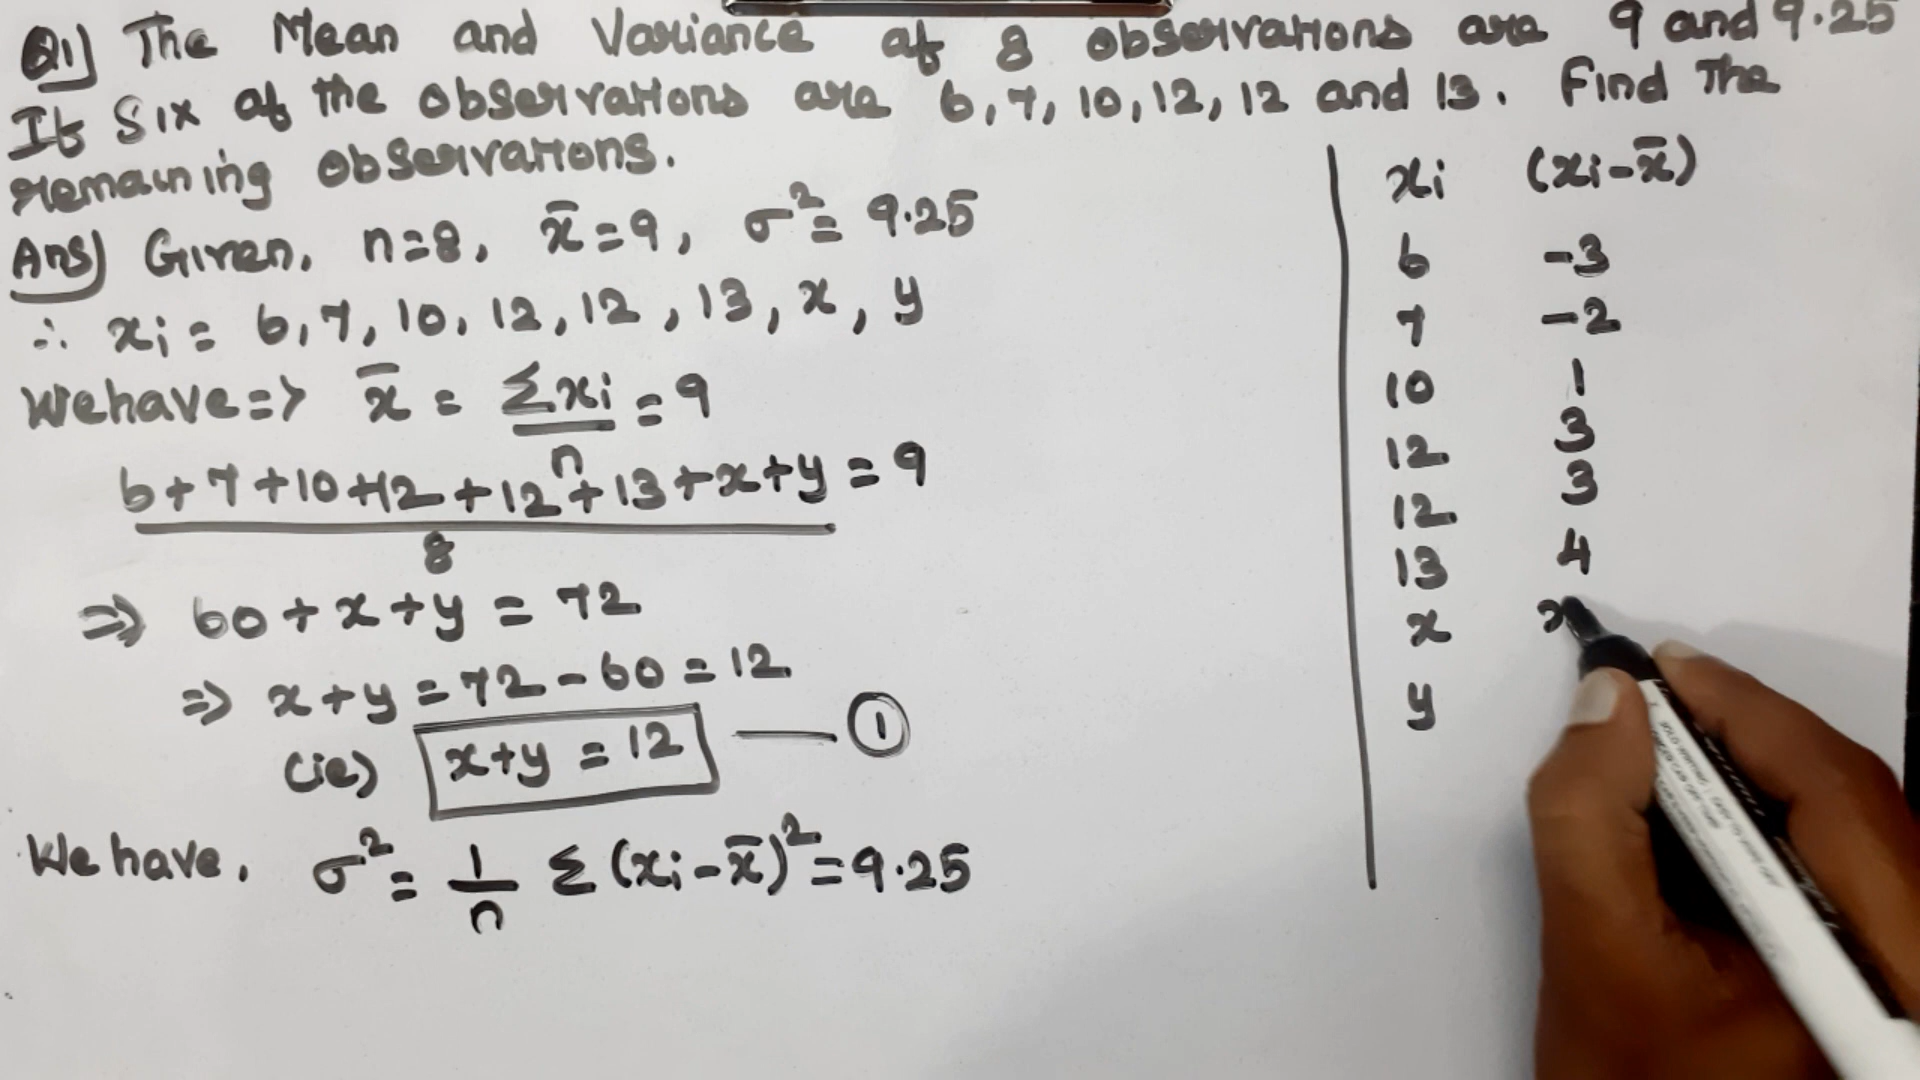 Q1) The Mean and Variance of 8 observations are 9 and 9.25
If Six of the observations are 6, 7, 10, 12, 12 and 13. Find The
remaining observations.
Ans) Given, n=8, x̄=9, σ²= 9.25
∴ xi = 6, 7, 10, 12, 12, 13, x, y
We have => x̄ = Σxi/n = 9
6+7+10+12+12+13+x+y = 9
8
=> 60+x+y = 72
=> x+y = 72-60 = 12
(ie) x+y = 12 —— ①
We have, σ² = 1/n Σ(xi-x̄)² = 9.25
xi (xi-x̄)
6 -3
7 -2
10 1
12 3
12 3
13 4
x x
y